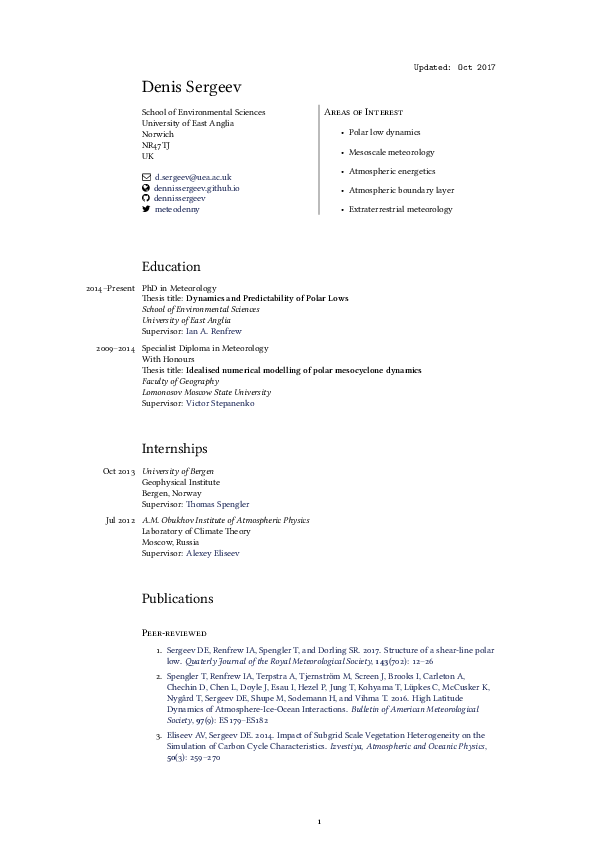 Updated: Oct 2017
Denis Sergeev
School of Environmental Sciences
University of East Anglia
Norwich
NR47TJ
UK
d.sergeev@uea.ac.uk
dennissergeev.github.io
dennissergeev
meteodenny
Areas of Interest
• Polar low dynamics
• Mesoscale meteorology
• Atmospheric energetics
• Atmospheric boundary layer
• Extraterrestrial meteorology
Education
2014–Present PhD in Meteorology
Thesis title: Dynamics and Predictability of Polar Lows
School of Environmental Sciences
University of East Anglia
Supervisor: Ian A. Renfrew
2009–2014 Specialist Diploma in Meteorology
With Honours
Thesis title: Idealised numerical modelling of polar mesocyclone dynamics
Faculty of Geography
Lomonosov Moscow State University
Supervisor: Victor Stepanenko
Internships
Oct 2013 University of Bergen
Geophysical Institute
Bergen, Norway
Supervisor: Thomas Spengler
Jul 2012 A.M. Obukhov Institute of Atmospheric Physics
Laboratory of Climate Theory
Moscow, Russia
Supervisor: Alexey Eliseev
Publications
Peer-reviewed
1. Sergeev DE, Renfrew IA, Spengler T, and Dorling SR. 2017. Structure of a shear-line polar
low. Quaterly Journal of the Royal Meteorological Society, 143(702): 12–26
2. Spengler T, Renfrew IA, Terpstra A, Tjernström M, Screen J, Brooks I, Carleton A,
Chechin D, Chen L, Doyle J, Esau I, Hezel P, Jung T, Kohyama T, Lüpkes C, McCusker K,
Nygård T, Sergeev DE, Shupe M, Sodemann H, and Vihma T. 2016. High Latitude
Dynamics of Atmosphere-Ice-Ocean Interactions. Bulletin of American Meteorological
Society, 97(9): ES179–ES182
3. Eliseev AV, Sergeev DE. 2014. Impact of Subgrid Scale Vegetation Heterogeneity on the
Simulation of Carbon Cycle Characteristics. Izvestiya, Atmospheric and Oceanic Physics,
50(3): 259–270
1